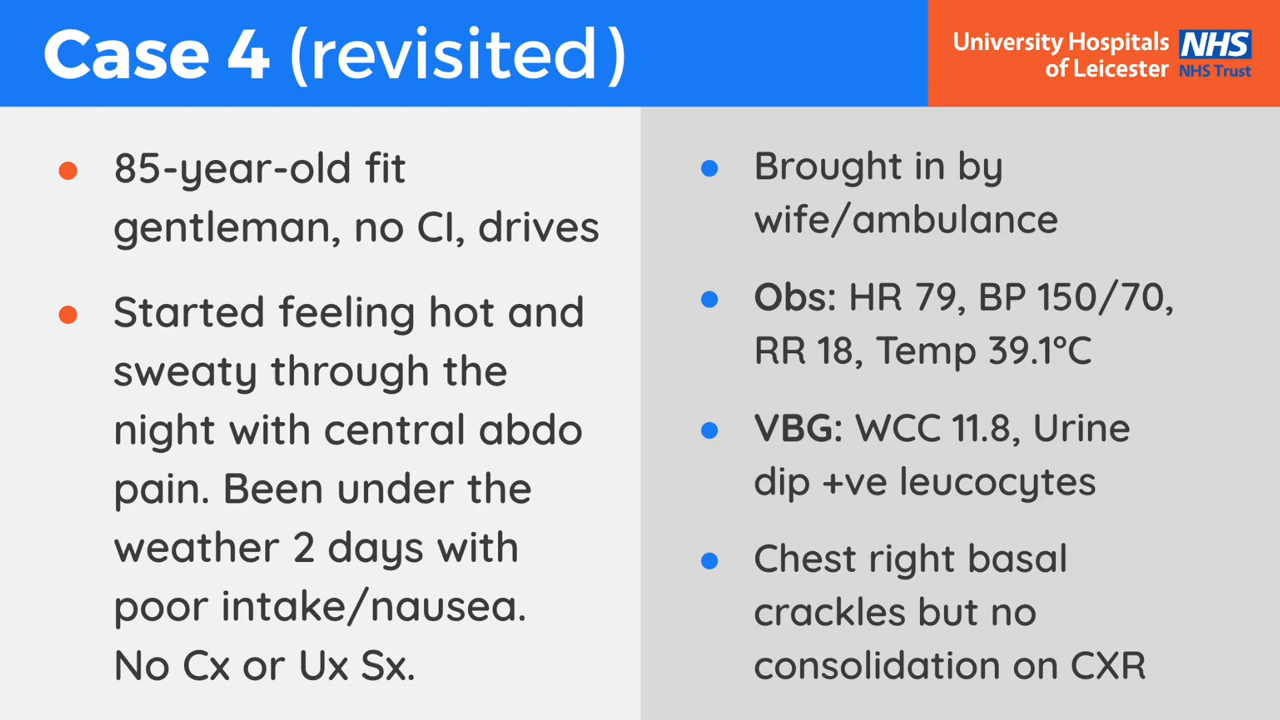 Case 4 (revisited)
University Hospitals NHS
of Leicester NHS Trust
● 85-year-old fit
gentleman, no CI, drives
● Started feeling hot and
sweaty through the
night with central abdo
pain. Been under the
weather 2 days with
poor intake/nausea.
No Cx or Ux Sx.
● Brought in by
wife/ambulance
● Obs: HR 79, BP 150/70,
RR 18, Temp 39.1°C
● VBG: WCC 11.8, Urine
dip +ve leucocytes
● Chest right basal
crackles but no
consolidation on CXR